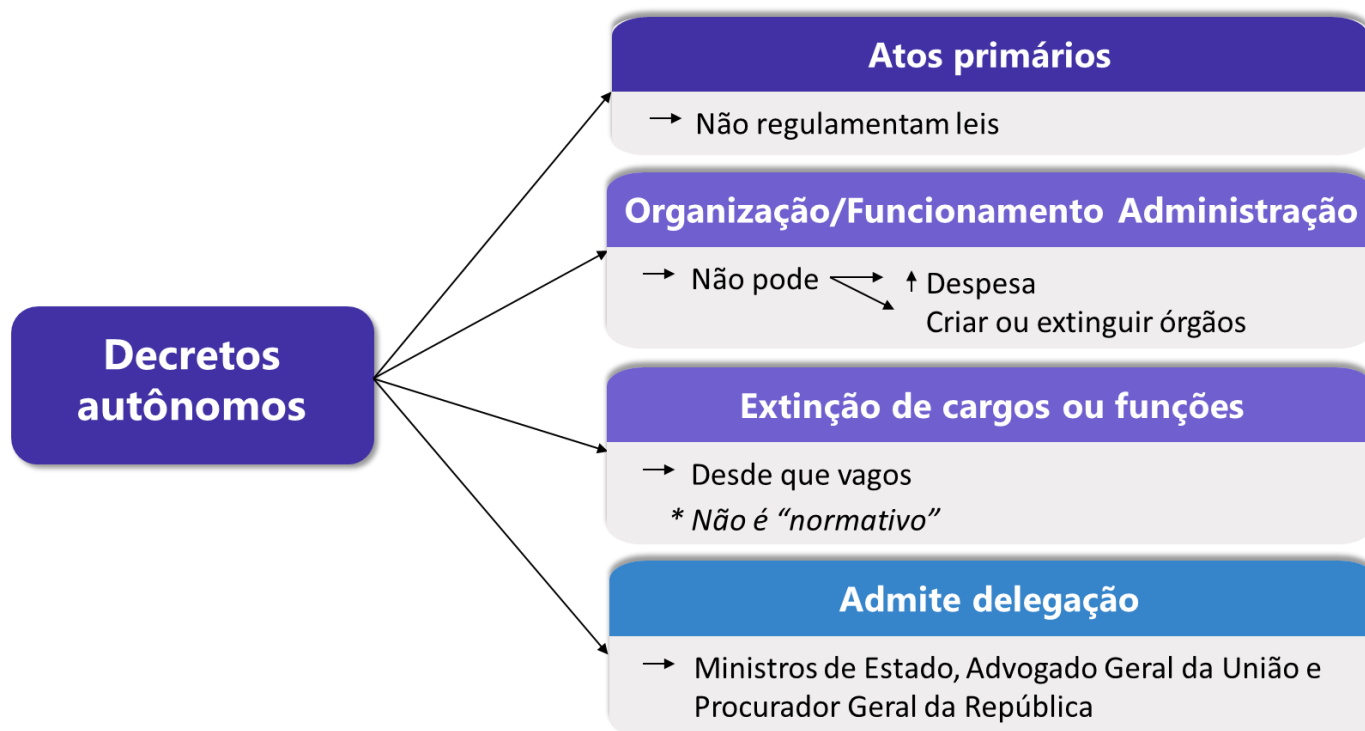 Atos primários
→ Não regulamentam leis
Organização/Funcionamento Administração
→ Não pode → ↑ Despesa
Criar ou extinguir órgãos
Decretos
autônomos
Extinção de cargos ou funções
→ Desde que vagos
* Não é “normativo”
Admite delegação
→ Ministros de Estado, Advogado Geral da União e
Procurador Geral da República